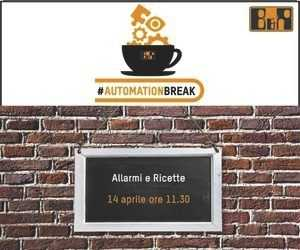 B&R
#AUTOMATIONBREAK
Allarmi e Ricette
14 aprile ore 11.30